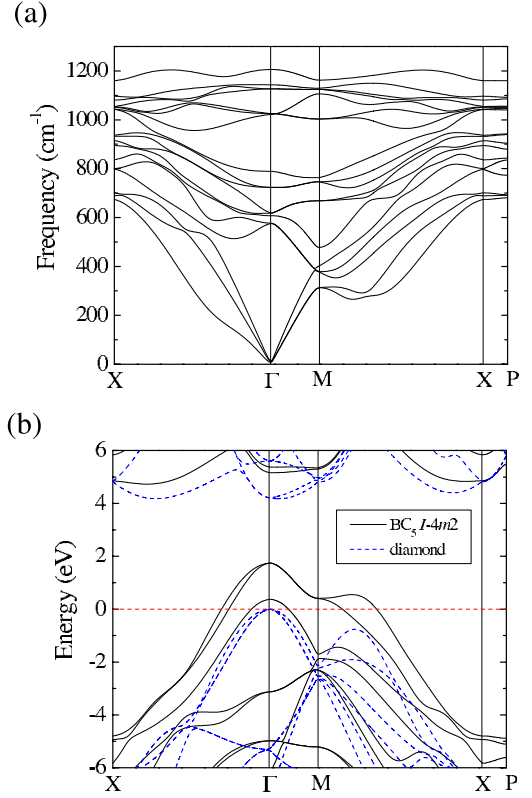 (a)
1200
1000
800
600
400
200
0
Frequency (cm⁻¹)
X Γ M X P
(b)
6
4
2
0
-2
-4
-6
Energy (eV)
BC₅ I-4m2
diamond
X Γ M X P